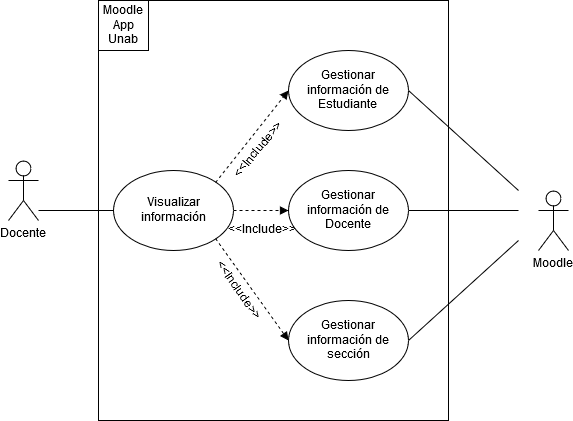 Moodle
App
Unab
Gestionar
información de
Estudiante
<<Include>>
Visualizar
información
Gestionar
información de
Docente
<<Include>>
Docente
Moodle
<<Include>>
Gestionar
información de
sección